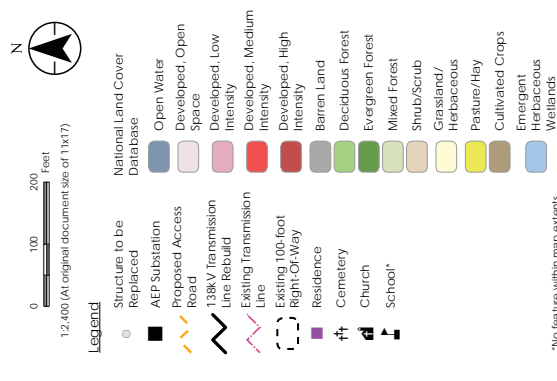 N
0 100 200
Feet
1:2,400 (At original document size of 11x17)
Legend
Structure to be
Replaced
AEP Substation
Proposed Access
Road
138kV Transmission
Line Rebuild
Existing Transmission
Line
Existing 100-foot
Right-Of-Way
Residence
Cemetery
Church
School*
National Land Cover
Database
Open Water
Developed, Open
Space
Developed, Low
Intensity
Developed, Medium
Intensity
Developed, High
Intensity
Barren Land
Deciduous Forest
Evergreen Forest
Mixed Forest
Shrub/Scrub
Grassland/
Herbaceous
Pasture/Hay
Cultivated Crops
Emergent
Herbaceous
Wetlands
*No feature within map extents